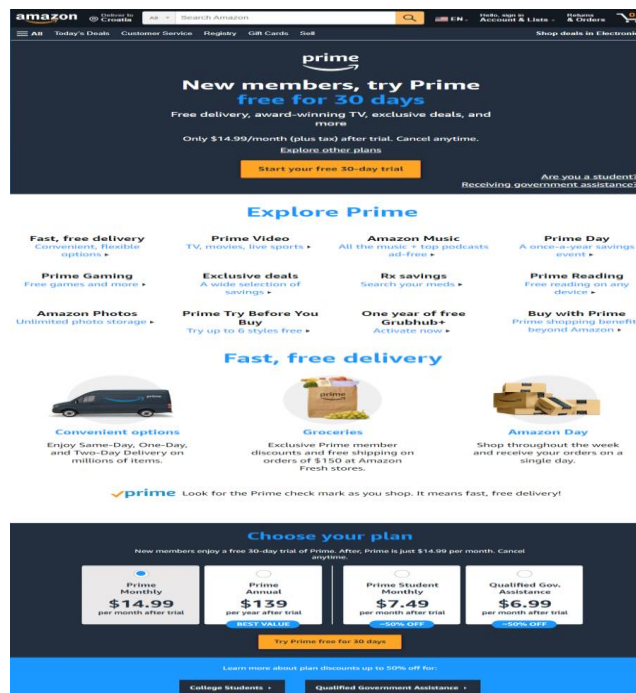 amazon
Deliver to
Croatia
All
Search Amazon
EN
Hello, sign in
Account & Lists
Returns
& Orders
0
All
Today's Deals
Customer Service
Registry
Gift Cards
Sell
Shop deals in Electronic
prime
New members, try Prime
free for 30 days
Free delivery, award-winning TV, exclusive deals, and
more
Only $14.99/month (plus tax) after trial. Cancel anytime.
Explore other plans
Start your free 30-day trial
Are you a student?
Receiving government assistance?
Explore Prime
Fast, free delivery
Convenient, flexible
options ▸
Prime Video
TV, movies, live sports ▸
Amazon Music
All the music + top podcasts
ad-free ▸
Prime Day
A once-a-year savings
event ▸
Prime Gaming
Free games and more ▸
Exclusive deals
A wide selection of
savings ▸
Rx savings
Search your meds ▸
Prime Reading
Free reading on any
device ▸
Amazon Photos
Unlimited photo storage ▸
Prime Try Before You
Buy
Try up to 6 styles free ▸
One year of free
Grubhub+
Activate now ▸
Buy with Prime
Prime shopping benefit
beyond Amazon ▸
Fast, free delivery
prime
Convenient options
Enjoy Same-Day, One-Day,
and Two-Day Delivery on
millions of items.
Groceries
Exclusive Prime member
discounts and free shipping on
orders of $150 at Amazon
Fresh stores.
Amazon Day
Shop throughout the week
and receive your orders on a
single day.
prime Look for the Prime check mark as you shop. It means fast, free delivery!
Choose your plan
New members enjoy a free 30-day trial of Prime. After, Prime is just $14.99 per month. Cancel
anytime.
Prime
Monthly
$14.99
per month after trial
Prime
Annual
$139
per year after trial
BEST VALUE
Prime Student
Monthly
$7.49
per month after trial
~50% OFF
Qualified Gov.
Assistance
$6.99
per month after trial
~50% OFF
Try Prime free for 30 days
Learn more about plan discounts up to 50% off for:
College Students ›
Qualified Government Assistance ›